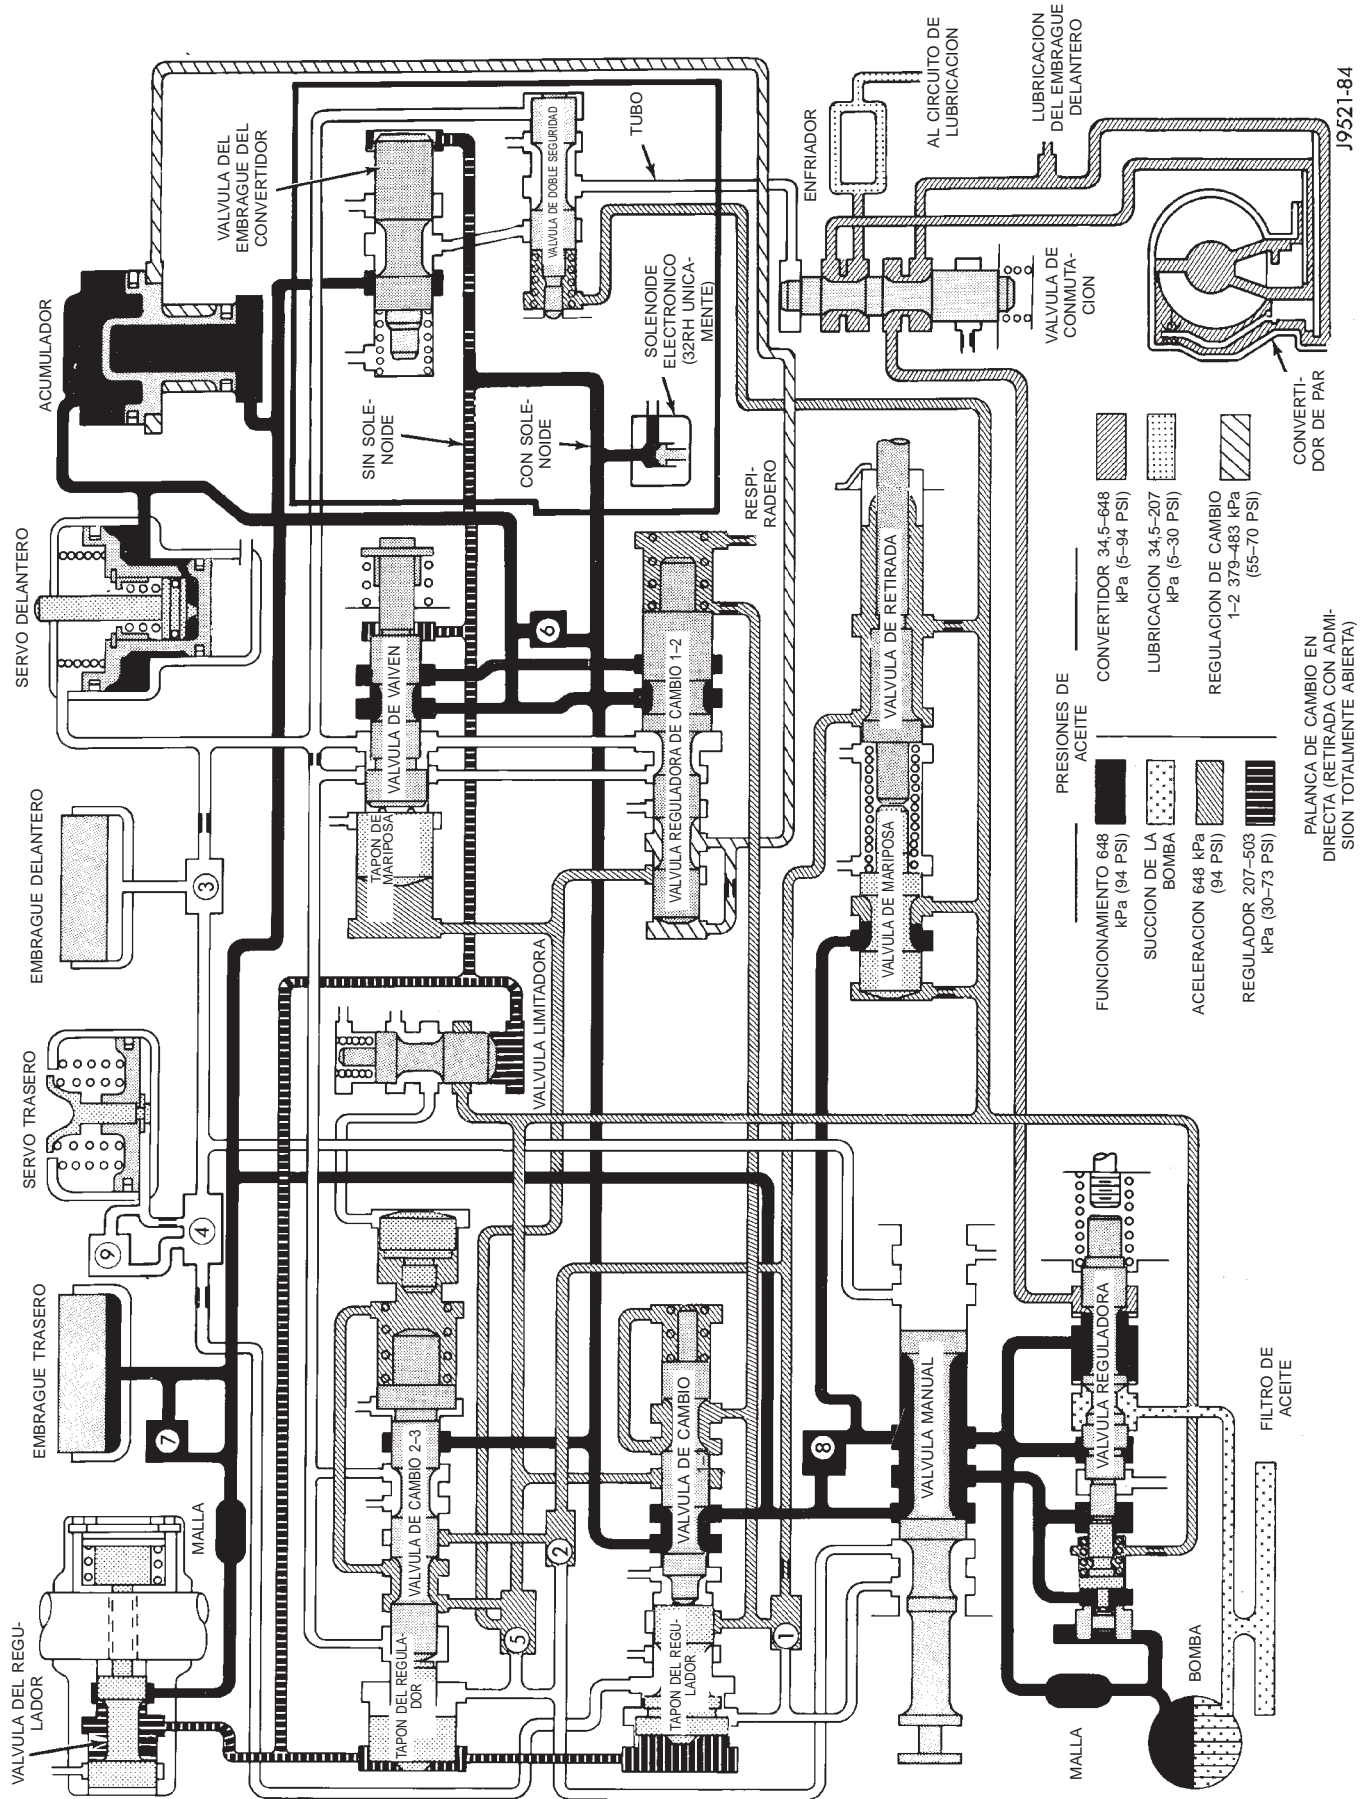 VALVULA DEL REGU-
LADOR
EMBRAGUE TRASERO
SERVO TRASERO
EMBRAGUE DELANTERO
SERVO DELANTERO
ACUMULADOR
MALLA
7
9
4
3
VALVULA DEL
EMBRAGUE DEL
CONVERTIDOR
TAPON DEL REGULA-
DOR
VALVULA DE CAMBIO 2–3
VALVULA LIMITADORA
TAPON DE
MARIPOSA
VALVULA DE VAIVEN
SIN SOLE-
NOIDE
CON SOLE-
NOIDE
VALVULA DE DOBLE SEGURIDAD
TUBO
5
2
6
SOLENOIDE
ELECTRONICO
(32RH UNICA-
MENTE)
TAPON DEL REGU-
LADOR
VALVULA DE CAMBIO
VALVULA REGULADORA DE CAMBIO 1–2
RESPI-
RADERO
1
8
ENFRIADOR
AL CIRCUITO DE
LUBRICACION
VALVULA DE MARIPOSA
VALVULA DE RETIRADA
VALVULA MANUAL
VALVULA DE
CONMUTA-
CION
LUBRICACION
DEL EMBRAGUE
DELANTERO
MALLA
BOMBA
VALVULA REGULADORA
FILTRO DE
ACEITE
CONVERTI-
DOR DE PAR
PRESIONES DE
ACEITE
FUNCIONAMIENTO 648
kPa (94 PSI)
SUCCION DE LA
BOMBA
ACELERACION 648 kPa
(94 PSI)
REGULADOR 207–503
kPa (30–73 PSI)
CONVERTIDOR 34,5–648
kPa (5–94 PSI)
LUBRICACION 34,5–207
kPa (5–30 PSI)
REGULACION DE CAMBIO
1–2 379–483 kPa
(55–70 PSI)
PALANCA DE CAMBIO EN
DIRECTA (RETIRADA CON ADMI-
SION TOTALMENTE ABIERTA)
J9521-84